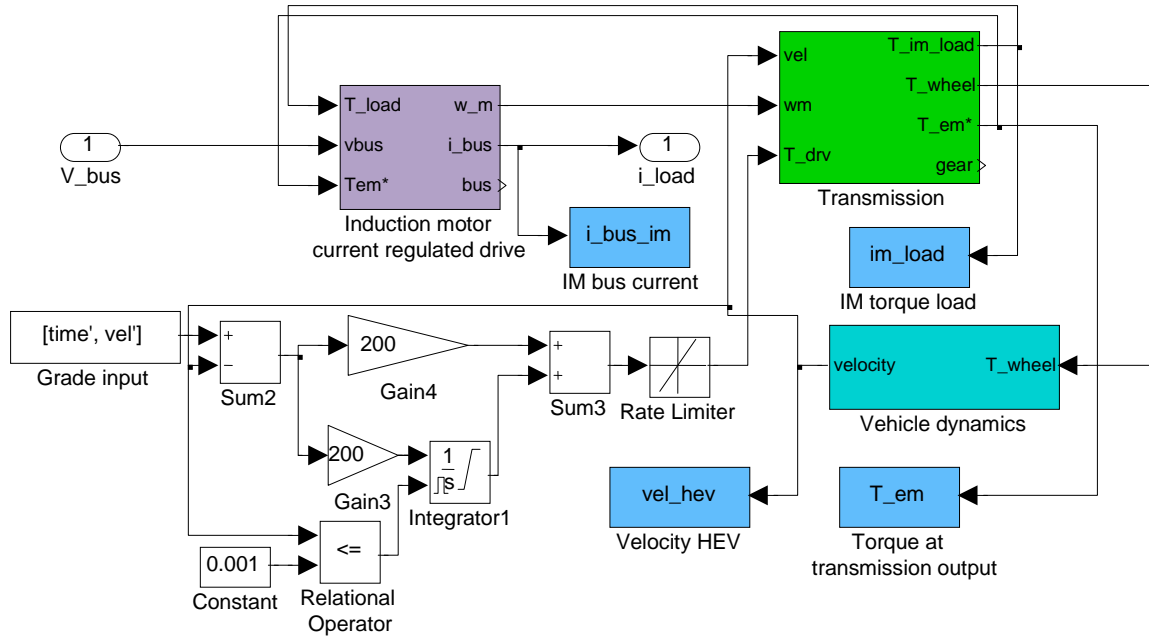 T_load
vbus
Tem*
w_m
i_bus
bus
Induction motor
current regulated drive
1
V_bus
1
i_load
vel
wm
T_drv
T_im_load
T_wheel
T_em*
gear
Transmission
i_bus_im
IM bus current
im_load
IM torque load
[time', vel']
Grade input
+
−
Sum2
200
Gain4
200
Gain3
1
s
Integrator1
+
+
Sum3
Rate Limiter
velocity
T_wheel
Vehicle dynamics
vel_hev
Velocity HEV
T_em
Torque at
transmission output
0.001
Constant
<=
Relational
Operator